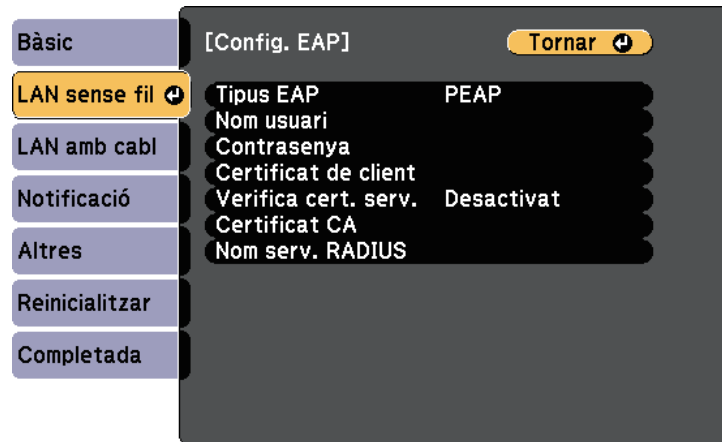 Bàsic
LAN sense fil
LAN amb cabl
Notificació
Altres
Reinicialitzar
Completada
[Config. EAP]
Tornar
Tipus EAP PEAP
Nom usuari
Contrasenya
Certificat de client
Verifica cert. serv. Desactivat
Certificat CA
Nom serv. RADIUS